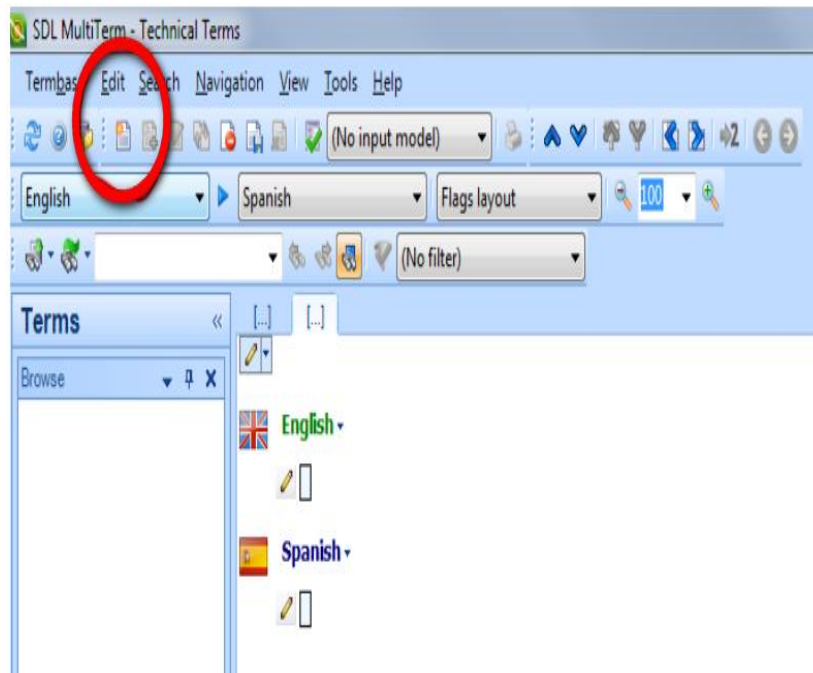 SDL MultiTerm - Technical Terms
Termbase Edit Search Navigation View Tools Help
(No input model) 2
English Spanish Flags layout 100
(No filter)
Terms « [...] [...]
Browse
English
Spanish